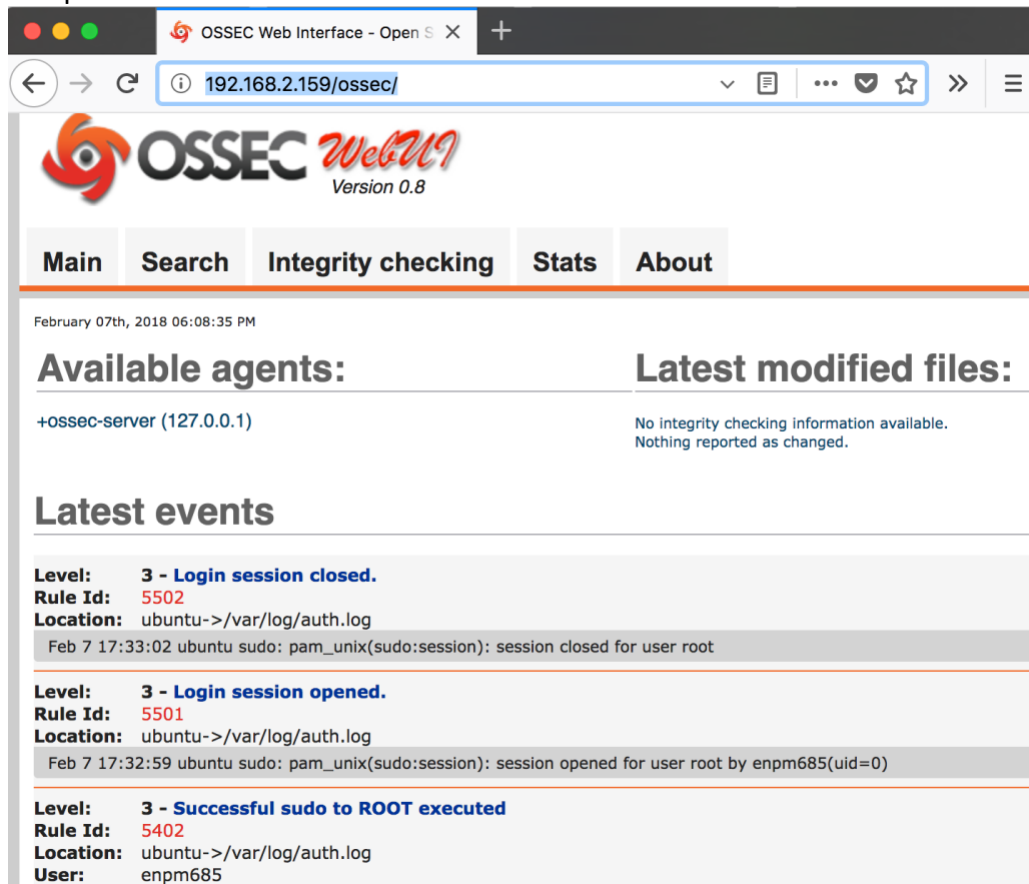 OSSEC Web Interface - Open S
192.168.2.159/ossec/
OSSEC WebUI
Version 0.8
Main Search Integrity checking Stats About
February 07th, 2018 06:08:35 PM
Available agents:
+ossec-server (127.0.0.1)
Latest modified files:
No integrity checking information available.
Nothing reported as changed.
Latest events
Level: 3 - Login session closed.
Rule Id: 5502
Location: ubuntu->/var/log/auth.log
Feb 7 17:33:02 ubuntu sudo: pam_unix(sudo:session): session closed for user root
Level: 3 - Login session opened.
Rule Id: 5501
Location: ubuntu->/var/log/auth.log
Feb 7 17:32:59 ubuntu sudo: pam_unix(sudo:session): session opened for user root by enpm685(uid=0)
Level: 3 - Successful sudo to ROOT executed
Rule Id: 5402
Location: ubuntu->/var/log/auth.log
User: enpm685